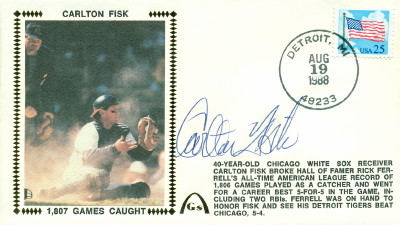 CARLTON FISK
DETROIT, MI
AUG
19
1988
48233
USA 25
Carlton Fisk
40-YEAR-OLD CHICAGO WHITE SOX RECEIVER
CARLTON FISK BROKE HALL OF FAMER RICK FER-
RELL'S ALL-TIME AMERICAN LEAGUE RECORD OF
1,806 GAMES PLAYED AS A CATCHER AND WENT
FOR A CAREER BEST 5-FOR-5 IN THE GAME, IN-
CLUDING TWO RBIs. FERRELL WAS ON HAND TO
HONOR FISK AND SEE HIS DETROIT TIGERS BEAT
CHICAGO, 5-4.
Gs
1,807 GAMES CAUGHT